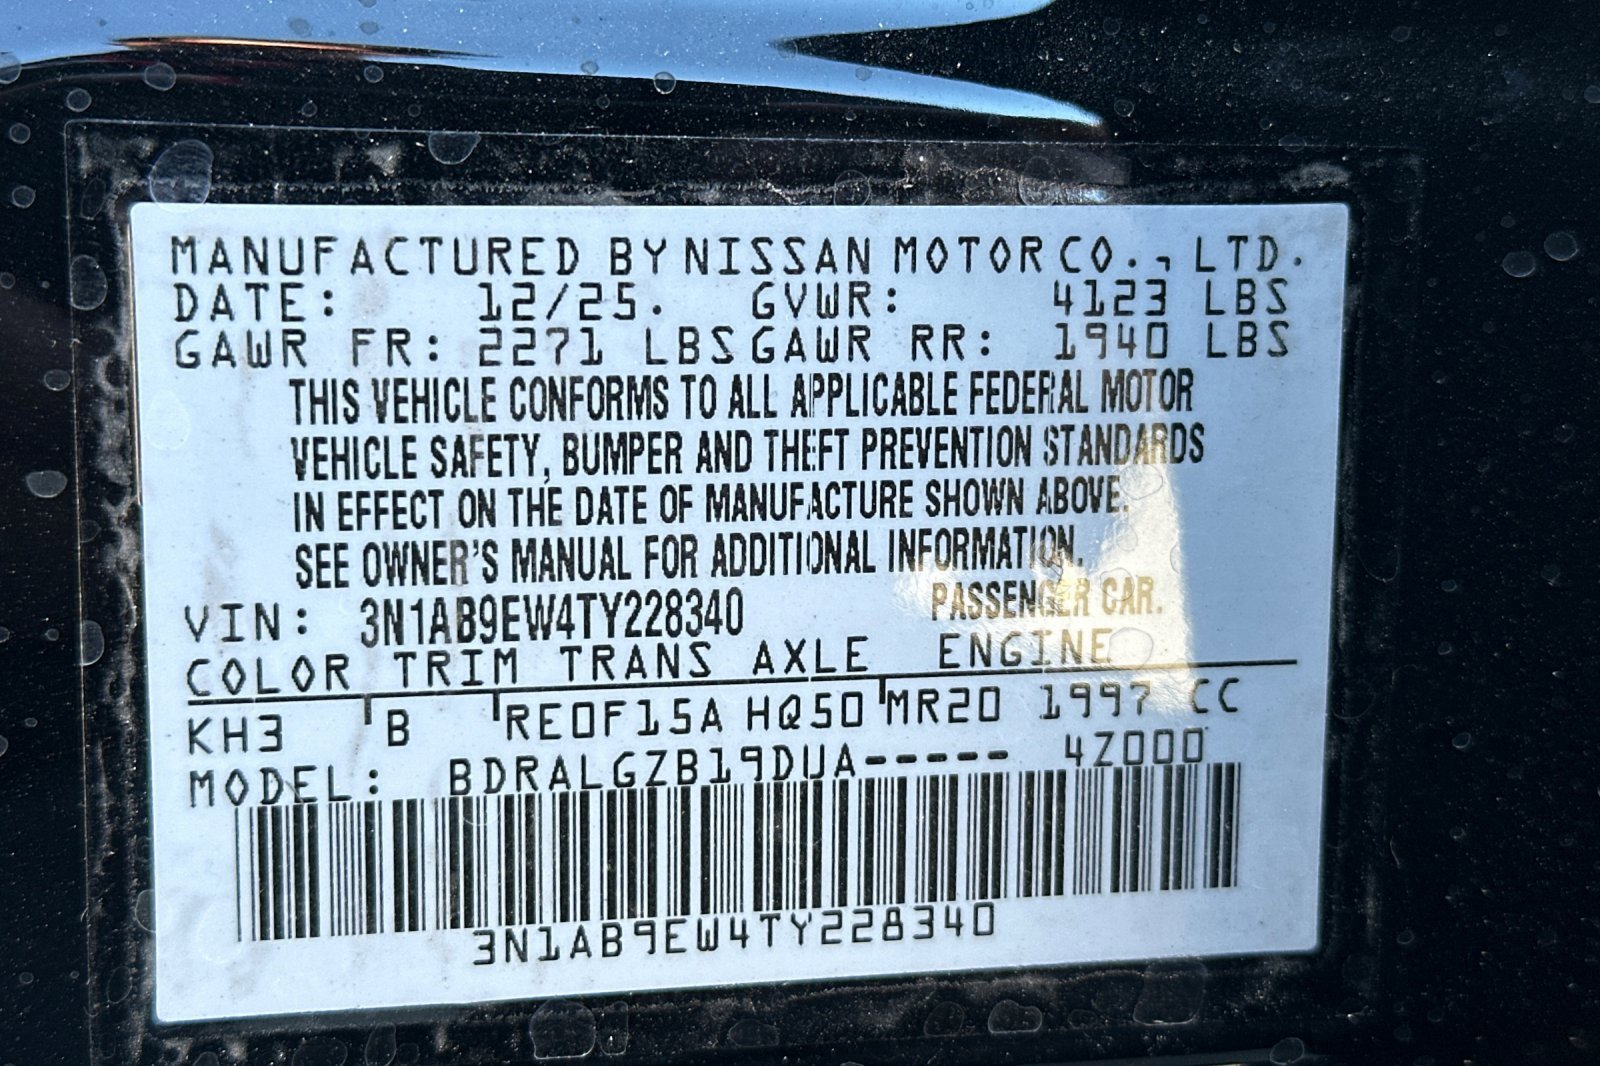 MANUFACTURED BY NISSAN MOTOR CO., LTD.
DATE: 12/25. GVWR: 4123 LBS
GAWR FR: 2271 LBS GAWR RR: 1940 LBS
THIS VEHICLE CONFORMS TO ALL APPLICABLE FEDERAL MOTOR
VEHICLE SAFETY, BUMPER AND THEFT PREVENTION STANDARDS
IN EFFECT ON THE DATE OF MANUFACTURE SHOWN ABOVE.
SEE OWNER'S MANUAL FOR ADDITIONAL INFORMATION.
VIN: 3N1AB9EW4TY228340 PASSENGER CAR.
COLOR TRIM TRANS AXLE ENGINE
KH3 B RE0F15A HQ50 MR20 1997 CC
MODEL: BDRALGZB19DUA----- 4Z000
3N1AB9EW4TY228340